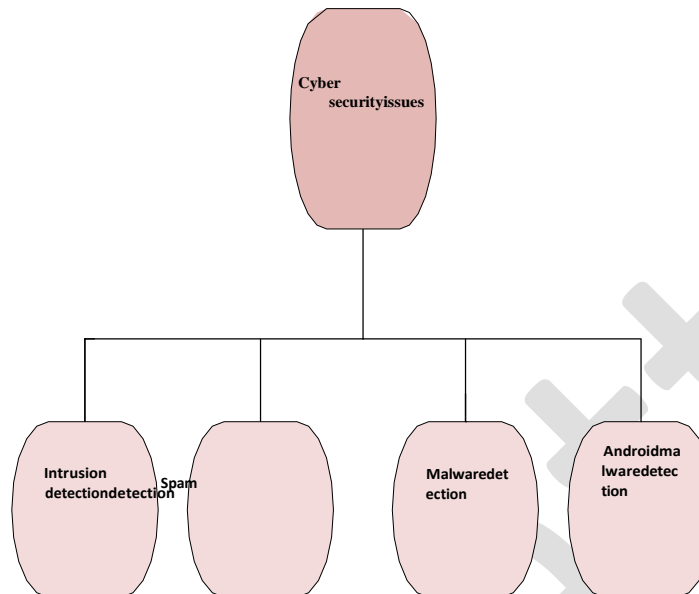 Cyber
securityissues
Intrusion
detectiondetection
Spam
Malwaredet
ection
Androidma
lwaredetec
tion